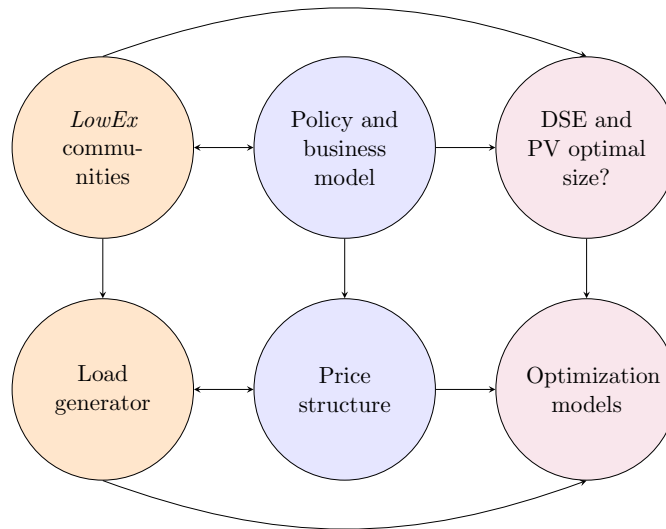 LowEx
commu-
nities
Policy and
business
model
DSE and
PV optimal
size?
Load
generator
Price
structure
Optimization
models